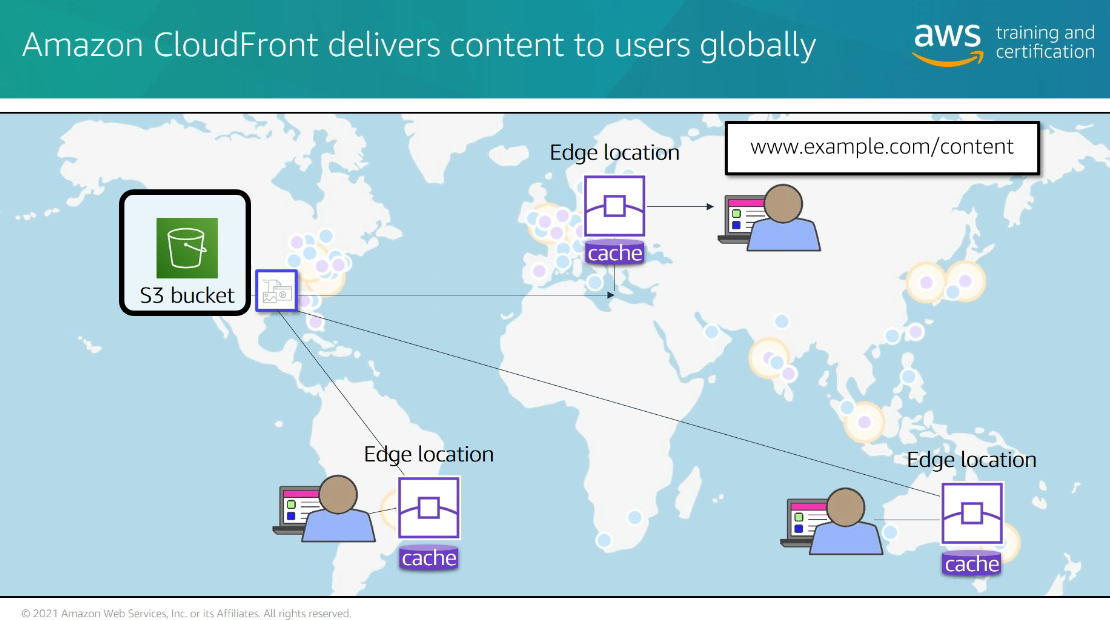 Amazon CloudFront delivers content to users globally
aws
training and
certification
Edge location
www.example.com/content
cache
S3 bucket
Edge location
cache
Edge location
cache
© 2021 Amazon Web Services, Inc. or its Affiliates. All rights reserved.